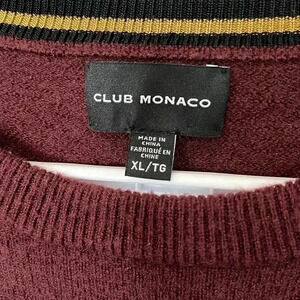 CLUB MONACO
MADE IN
CHINA
FABRIQUÉ EN
CHINE
XL/TG